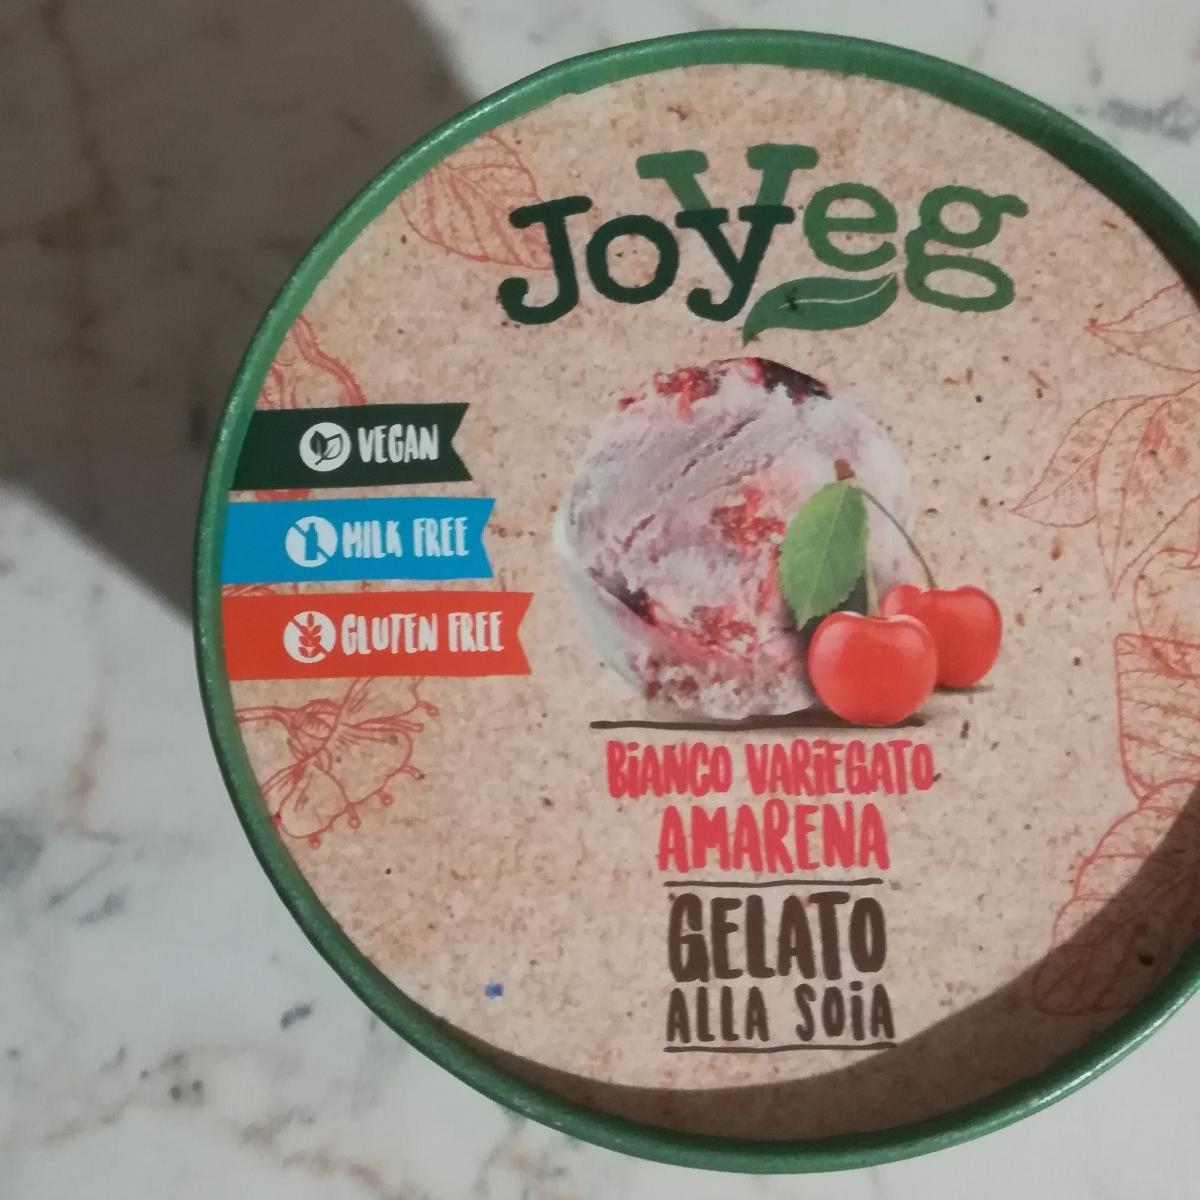 JoyVeg
VEGAN
MILK FREE
GLUTEN FREE
BIANCO VARIEGATO
AMARENA
GELATO
ALLA SOIA